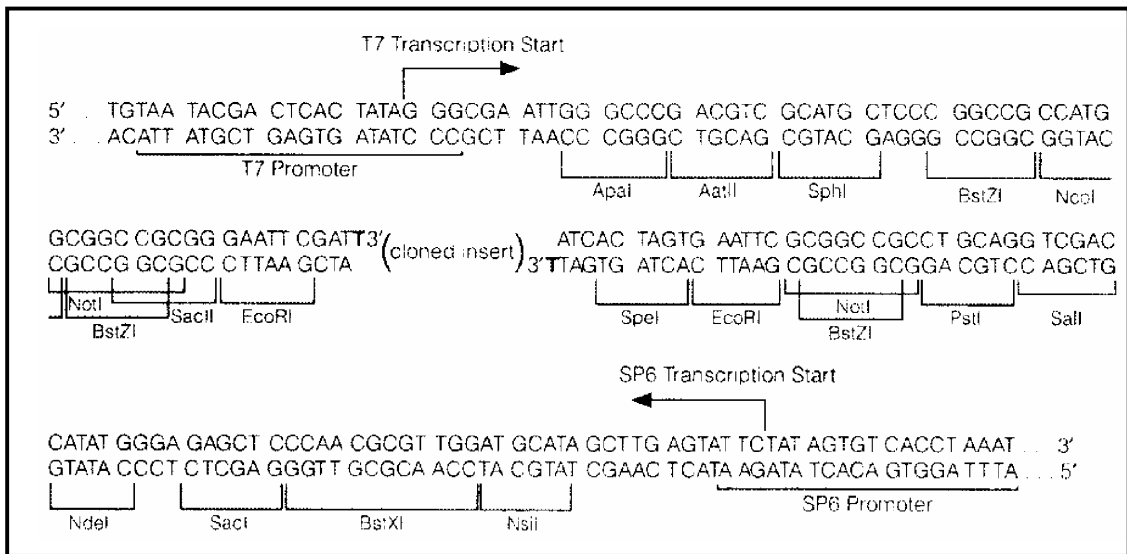 T7 Transcription Start
5' . . TGTAA TACGA CTCAC TATAG GGCGA ATTGG GCCCG ACGTC GCATG CTCCC GGCCG CCATG
3' . . ACATT ATGCT GAGTG ATATC CCGCT TAACC CGGGC TGCAG CGTAC GAGGG CCGGC GGTAC
T7 Promoter
ApaI AatII SphI BstZI NcoI
GCGGC CGCGG GAATT CGATT3' (cloned insert) ATCAC TAGTG AATTC GCGGC CGCCT GCAGG TCGAC
CGCCG GCGCC CTTAA GCTA 3'TTAGTG ATCAC TTAAG CGCCG GCGGA CGTCC AGCTG
NotI SacII EcoRI SpeI EcoRI NotI PstI SalI
BstZI BstZI
SP6 Transcription Start
CATAT GGGA GAGCT CCCAA CGCGT TGGAT GCATA GCTTG AGTAT TCTAT AGTGT CACCT AAAT . . . 3'
GTATA CCCT CTCGA GGGTT GCGCA ACCTA CGTAT CGAAC TCATA AGATA TCACA GTGGA TTTA . . . 5'
SP6 Promoter
NdeI SacI BstXI NsiI